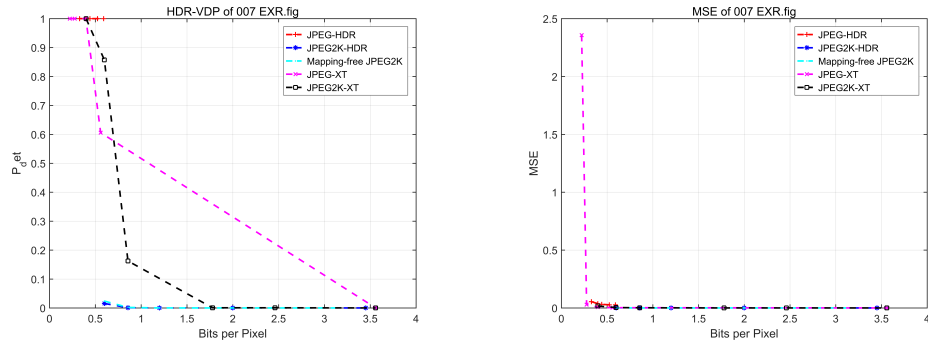 HDR-VDP of 007 EXR.fig
1
0.9
0.8
0.7
0.6
0.5
0.4
0.3
0.2
0.1
0
P_det
JPEG-HDR
JPEG2K-HDR
Mapping-free JPEG2K
JPEG-XT
JPEG2K-XT
0 0.5 1 1.5 2 2.5 3 3.5 4
Bits per Pixel
MSE of 007 EXR.fig
2.5
2
1.5
1
0.5
0
MSE
JPEG-HDR
JPEG2K-HDR
Mapping-free JPEG2K
JPEG-XT
JPEG2K-XT
0 0.5 1 1.5 2 2.5 3 3.5 4
Bits per Pixel